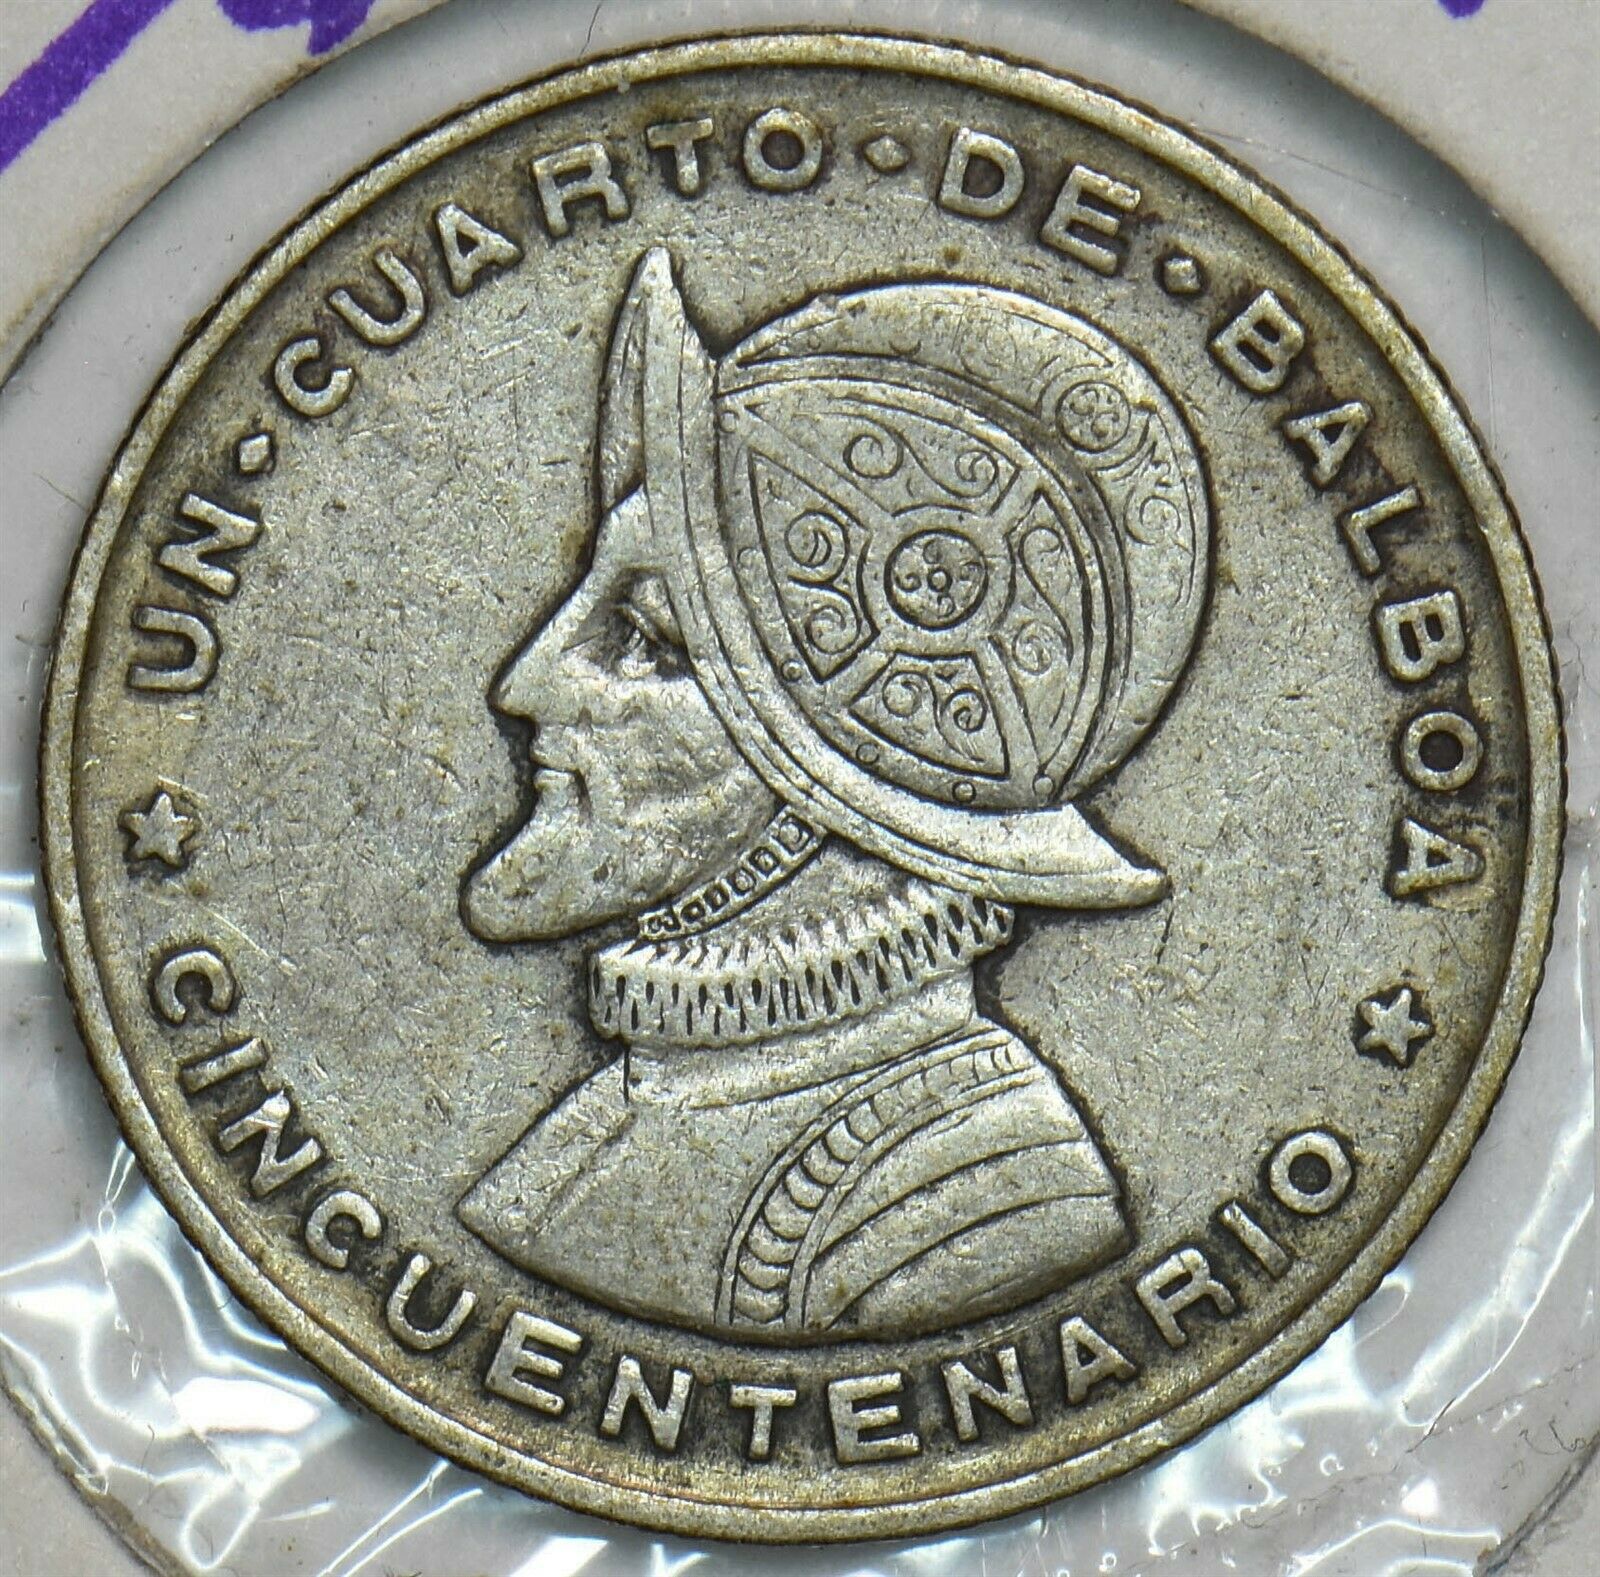 UN · CUARTO · DE · BALBOA
CINCUENTENARIO